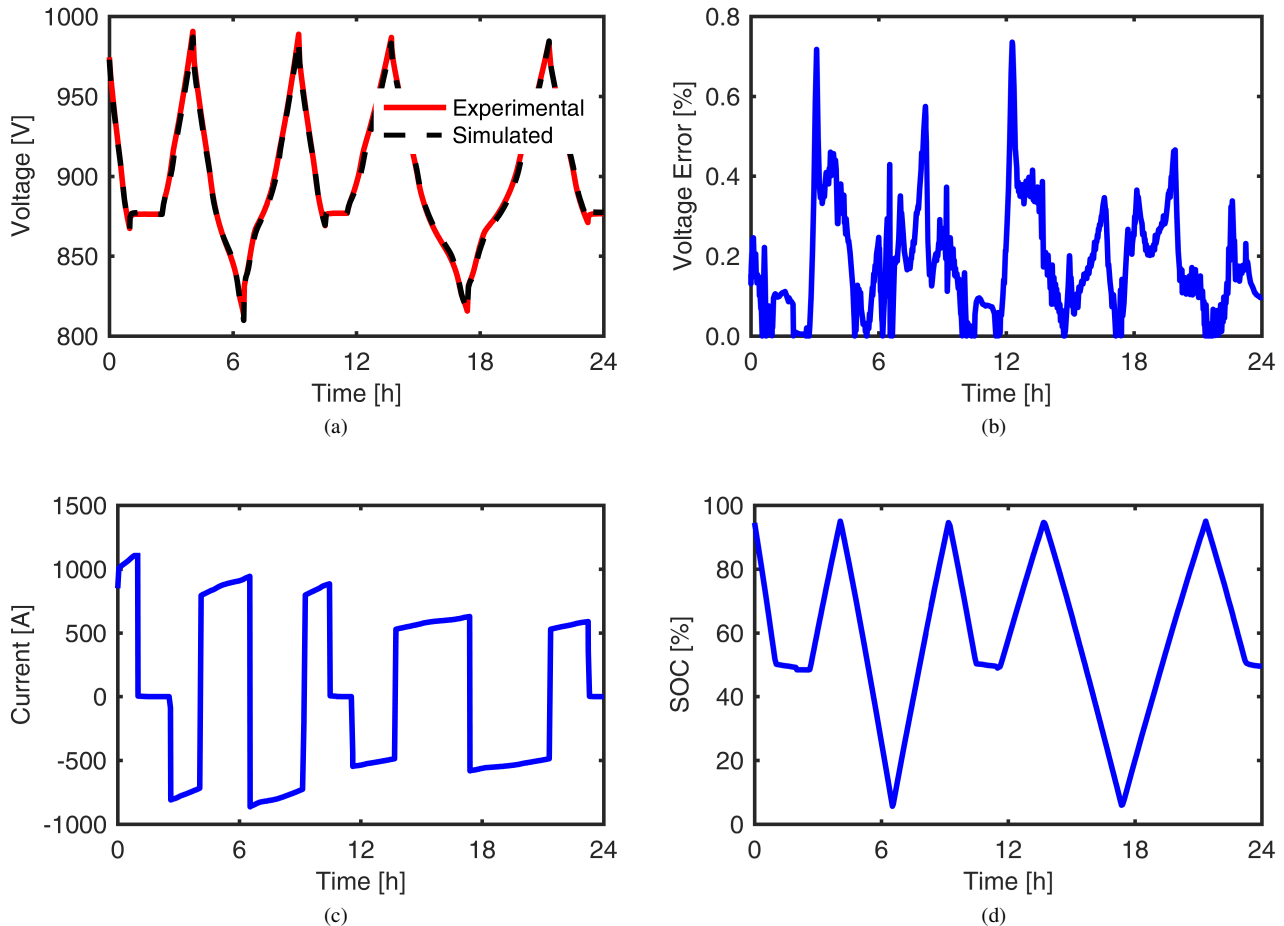 1000
950
900
850
800
Voltage [V]
Experimental
Simulated
0 6 12 18 24
Time [h]
(a)
0.8
0.6
0.4
0.2
0.0
Voltage Error [%]
0 6 12 18 24
Time [h]
(b)
1500
1000
500
0
-500
-1000
Current [A]
0 6 12 18 24
Time [h]
(c)
100
80
60
40
20
0
SOC [%]
0 6 12 18 24
Time [h]
(d)